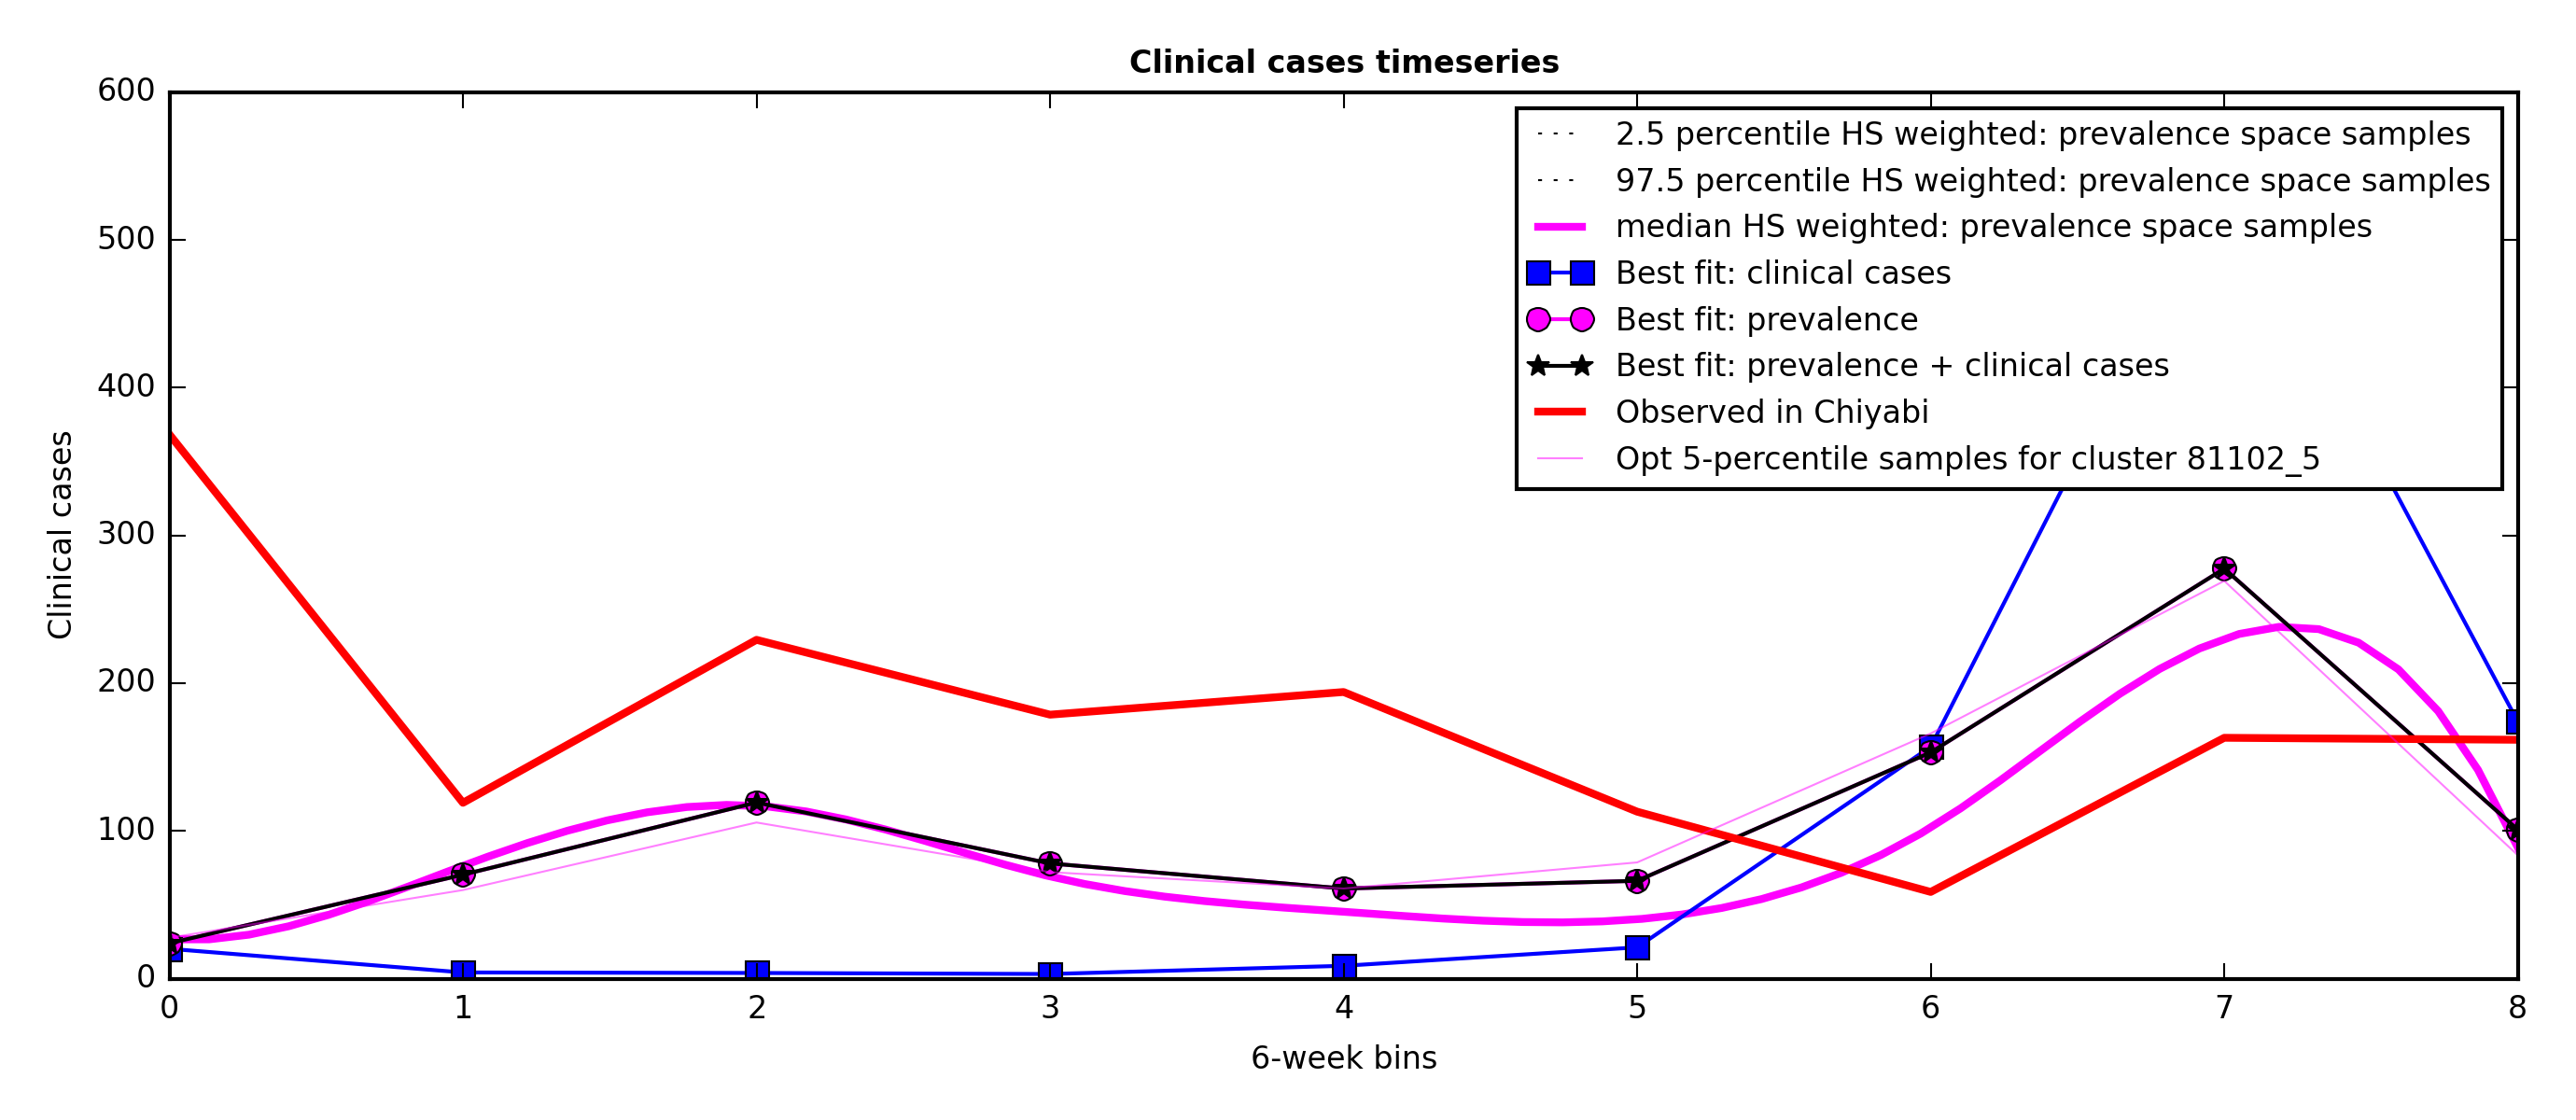 Clinical cases timeseries
600
500
400
300
200
100
0
Clinical cases
2.5 percentile HS weighted: prevalence space samples
97.5 percentile HS weighted: prevalence space samples
median HS weighted: prevalence space samples
Best fit: clinical cases
Best fit: prevalence
Best fit: prevalence + clinical cases
Observed in Chiyabi
Opt 5-percentile samples for cluster 81102_5
0 1 2 3 4 5 6 7 8
6-week bins